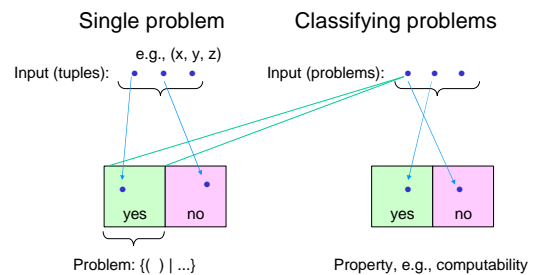 Single problem
Classifying problems
e.g., (x, y, z)
Input (tuples):
Input (problems):
yes
no
yes
no
Problem: {( ) | ...}
Property, e.g., computability